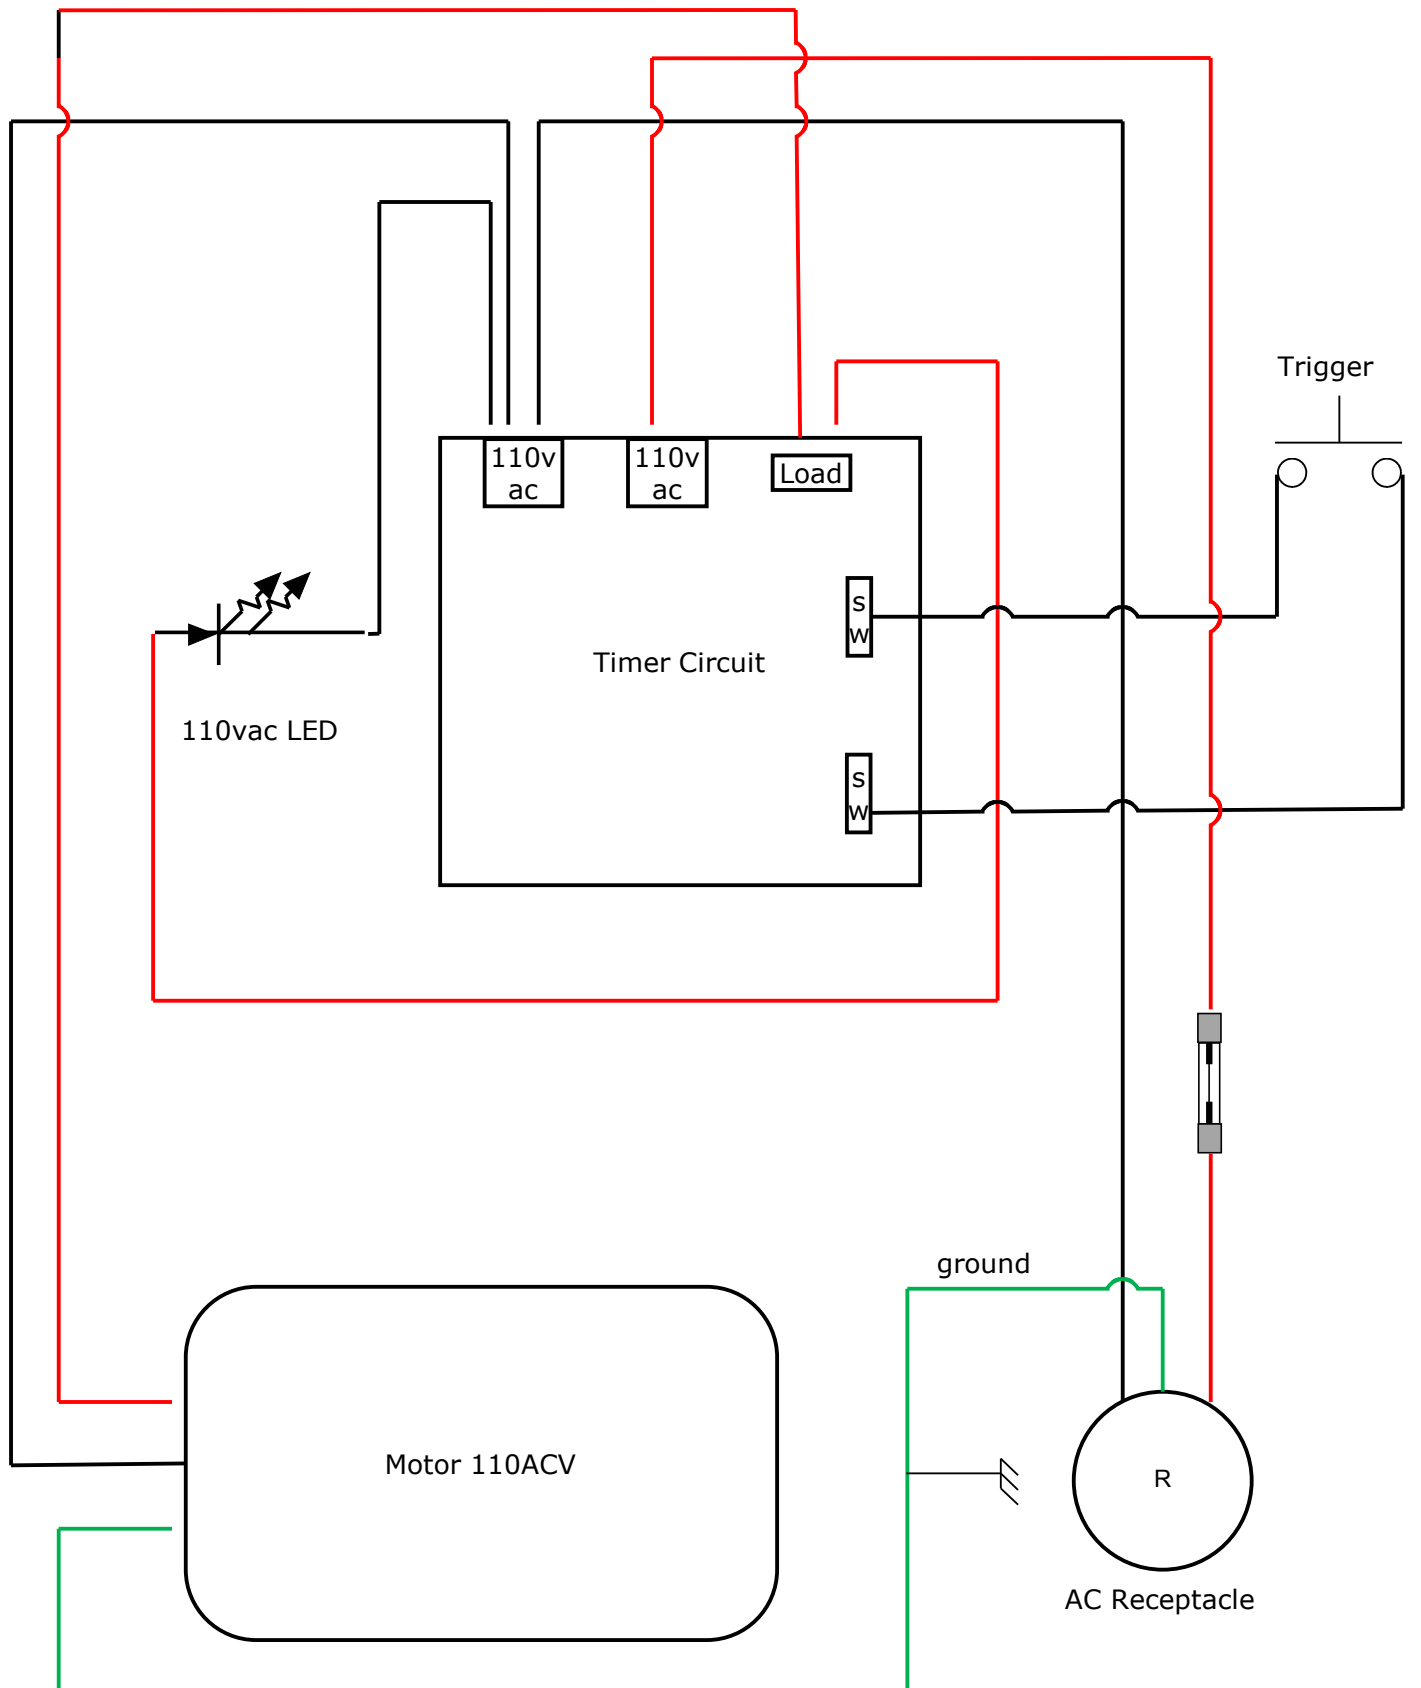 Trigger
110v
ac
110v
ac
Load
s
w
Timer Circuit
110vac LED
s
w
ground
Motor 110ACV
R
AC Receptacle